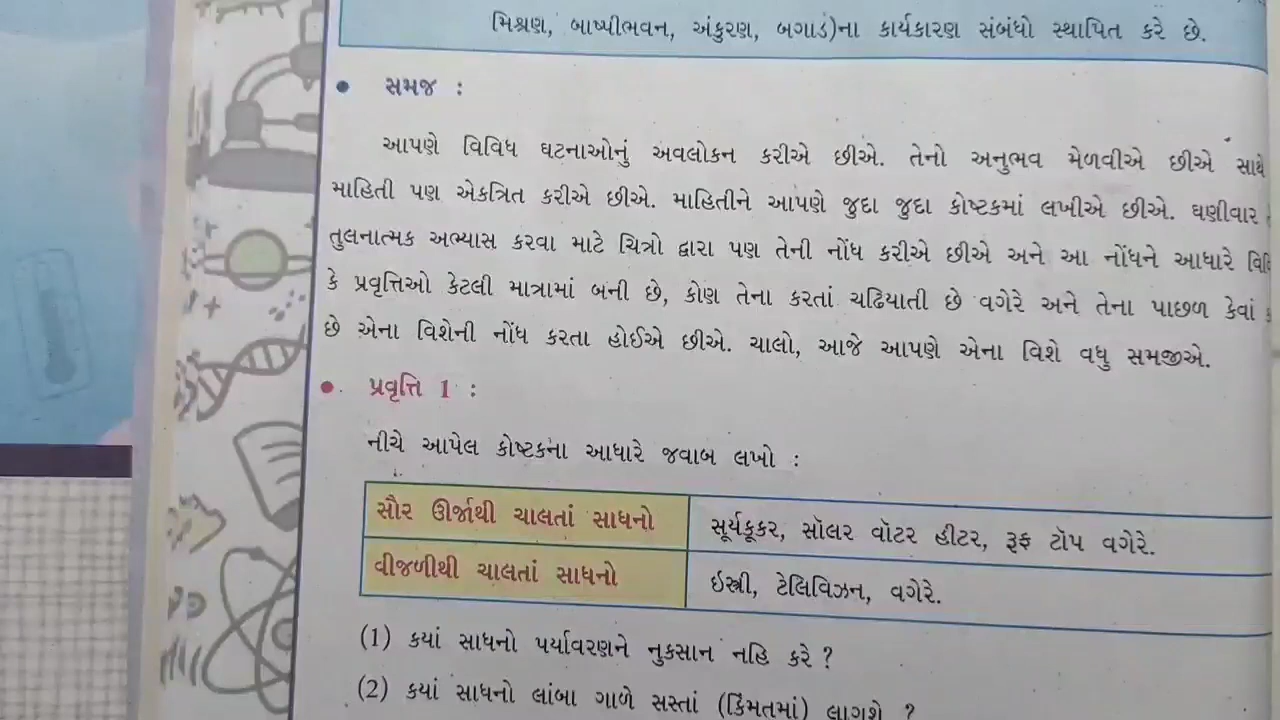 મિશ્રણ, બાષ્પીભવન, અંકુરણ, બગાડ)ના કાર્યકારણ સંબંધો સ્થાપિત કરે છે.
• સમજ :
આપણે વિવિધ ઘટનાઓનું અવલોકન કરીએ છીએ. તેનો અનુભવ મેળવીએ છીએ સાથે
માહિતી પણ એકત્રિત કરીએ છીએ. માહિતીને આપણે જુદા જુદા કોષ્ટકમાં લખીએ છીએ. ઘણીવાર
તુલનાત્મક અભ્યાસ કરવા માટે ચિત્રો દ્વારા પણ તેની નોંધ કરીએ છીએ અને આ નોંધને આધારે
કે પ્રવૃત્તિઓ કેટલી માત્રામાં બની છે, કોણ તેના કરતાં ચઢિયાતી છે વગેરે અને તેના પાછળ કેવાં
છે એના વિશેની નોંધ કરતા હોઈએ છીએ. ચાલો, આજે આપણે એના વિશે વધુ સમજીએ.
• પ્રવૃત્તિ 1 :
નીચે આપેલ કોષ્ટકના આધારે જવાબ લખો :
સૌર ઊર્જાથી ચાલતાં સાધનો સૂર્યકૂકર, સૉલર વૉટર હીટર, રૂફ ટૉપ વગેરે.
વીજળીથી ચાલતાં સાધનો ઇસ્ત્રી, ટેલિવિઝન, વગેરે.
(1) કયાં સાધનો પર્યાવરણને નુકસાન નહિ કરે ?
(2) કયાં સાધનો લાંબા ગાળે સસ્તાં (કિંમતમાં) લાગશે ?